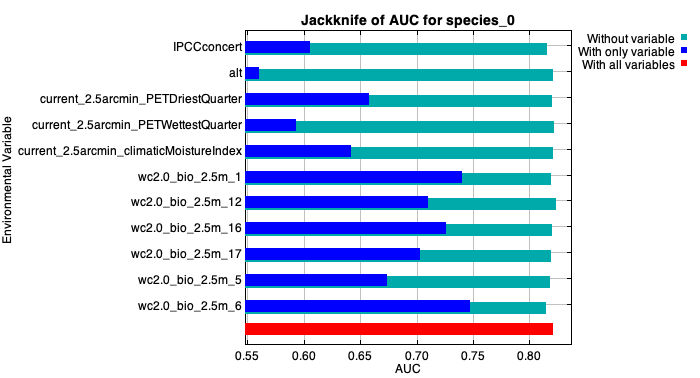 Jackknife of AUC for species_0
Without variable
With only variable
With all variables
Environmental Variable
IPCCconcert
alt
current_2.5arcmin_PETDriestQuarter
current_2.5arcmin_PETWettestQuarter
current_2.5arcmin_climaticMoistureIndex
wc2.0_bio_2.5m_1
wc2.0_bio_2.5m_12
wc2.0_bio_2.5m_16
wc2.0_bio_2.5m_17
wc2.0_bio_2.5m_5
wc2.0_bio_2.5m_6
0.55 0.60 0.65 0.70 0.75 0.80
AUC